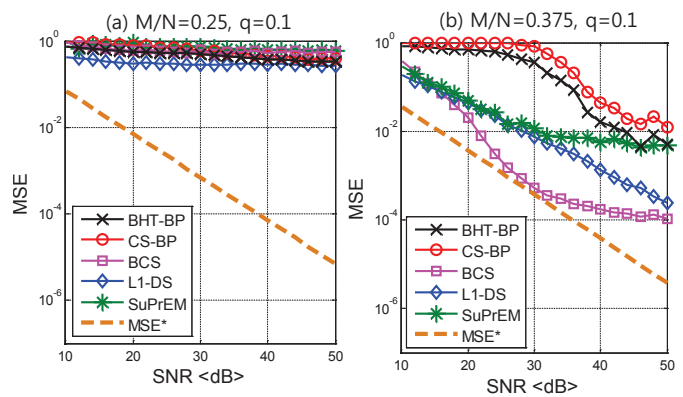 (a) M/N=0.25, q=0.1
10^0
10^-2
10^-4
10^-6
MSE
BHT-BP
CS-BP
BCS
L1-DS
SuPrEM
MSE*
10 20 30 40 50
SNR <dB>
(b) M/N=0.375, q=0.1
10^0
10^-2
10^-4
10^-6
MSE
BHT-BP
CS-BP
BCS
L1-DS
SuPrEM
MSE*
10 20 30 40 50
SNR <dB>